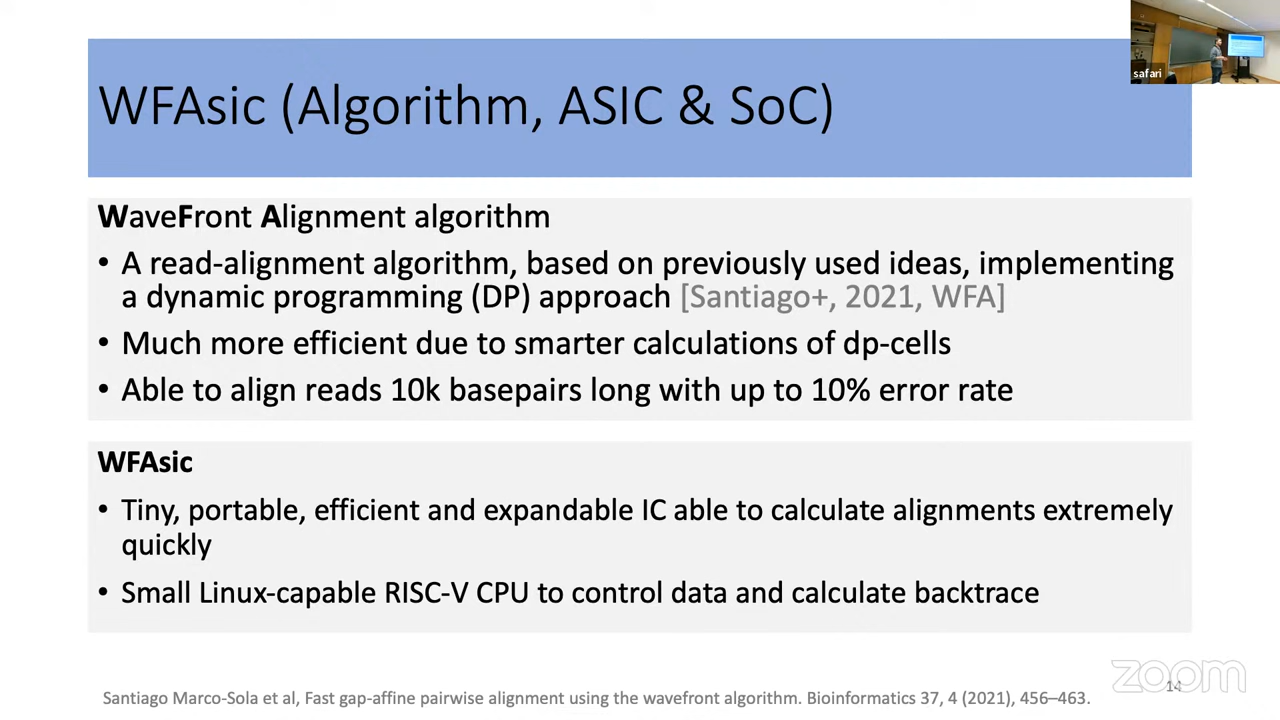 safari
WFAsic (Algorithm, ASIC & SoC)
WaveFront Alignment algorithm
• A read-alignment algorithm, based on previously used ideas, implementing
a dynamic programming (DP) approach [Santiago+, 2021, WFA]
• Much more efficient due to smarter calculations of dp-cells
• Able to align reads 10k basepairs long with up to 10% error rate
WFAsic
• Tiny, portable, efficient and expandable IC able to calculate alignments extremely
quickly
• Small Linux-capable RISC-V CPU to control data and calculate backtrace
zoom
14
Santiago Marco-Sola et al, Fast gap-affine pairwise alignment using the wavefront algorithm. Bioinformatics 37, 4 (2021), 456–463.